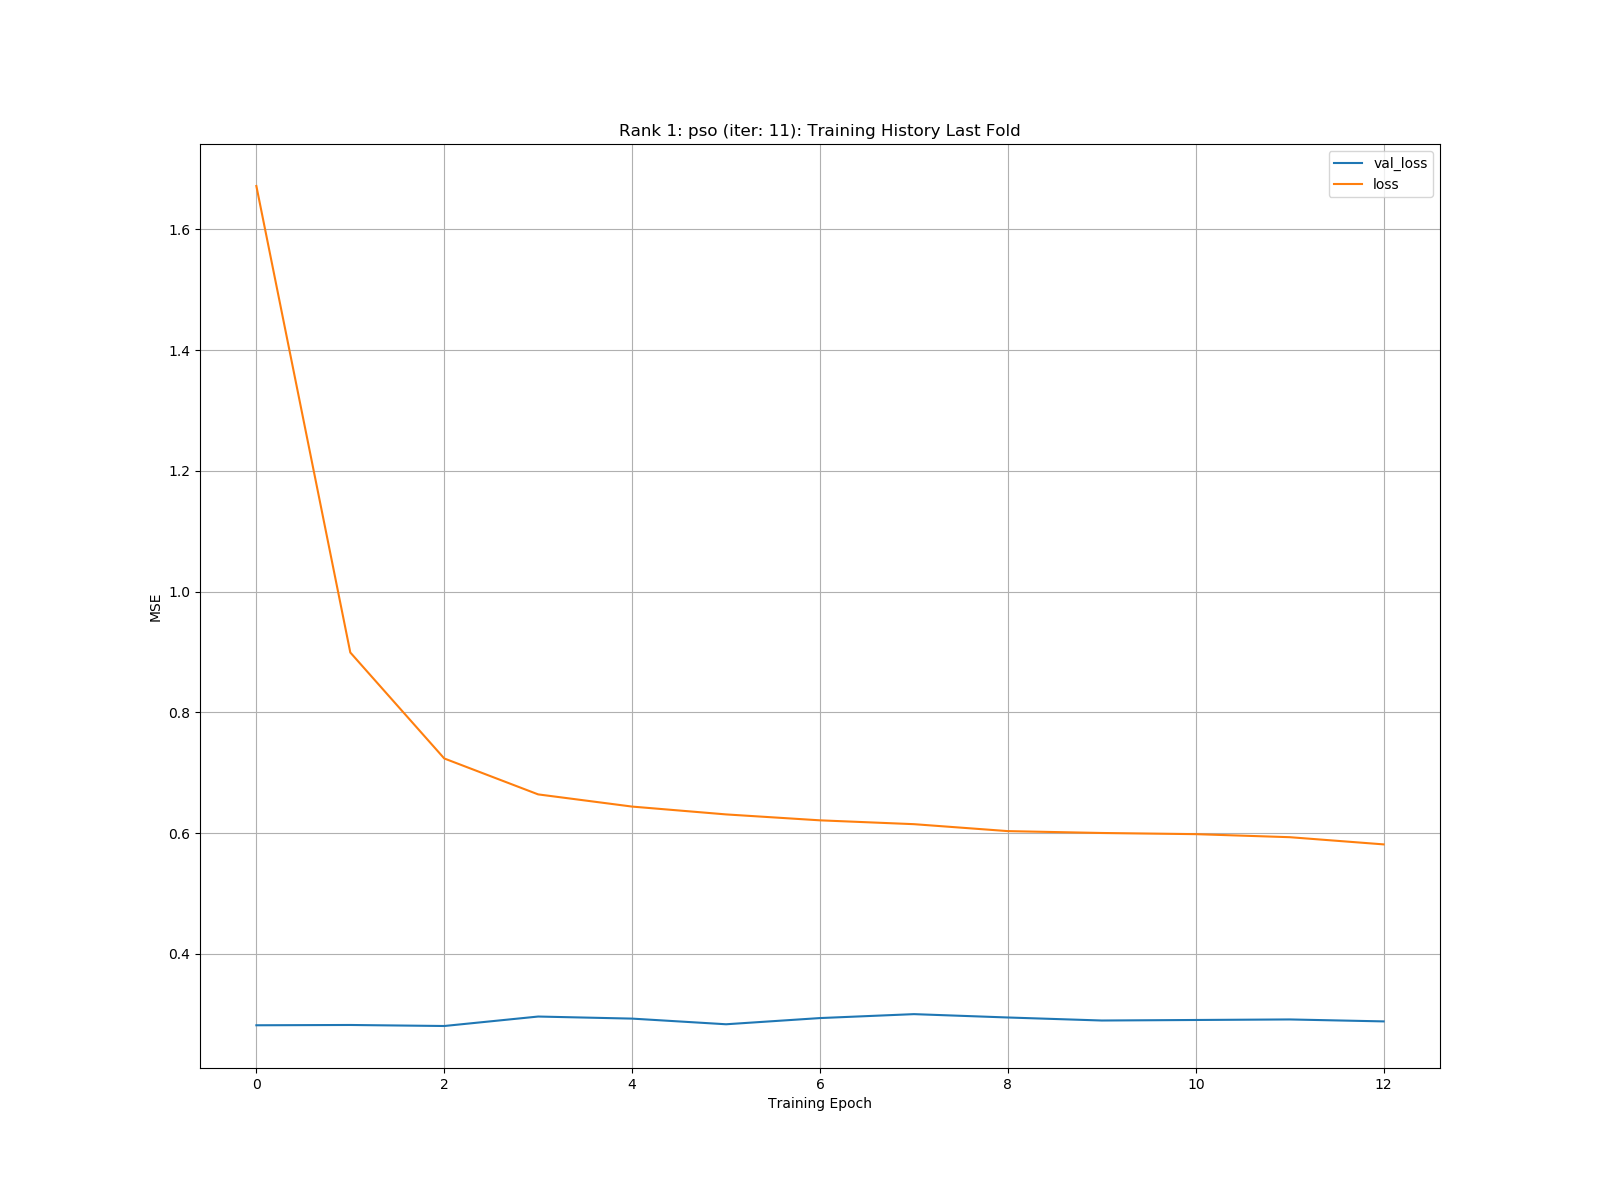 Rank 1: pso (iter: 11): Training History Last Fold
val_loss
loss
1.6
1.4
1.2
1.0
0.8
0.6
0.4
MSE
0 2 4 6 8 10 12
Training Epoch